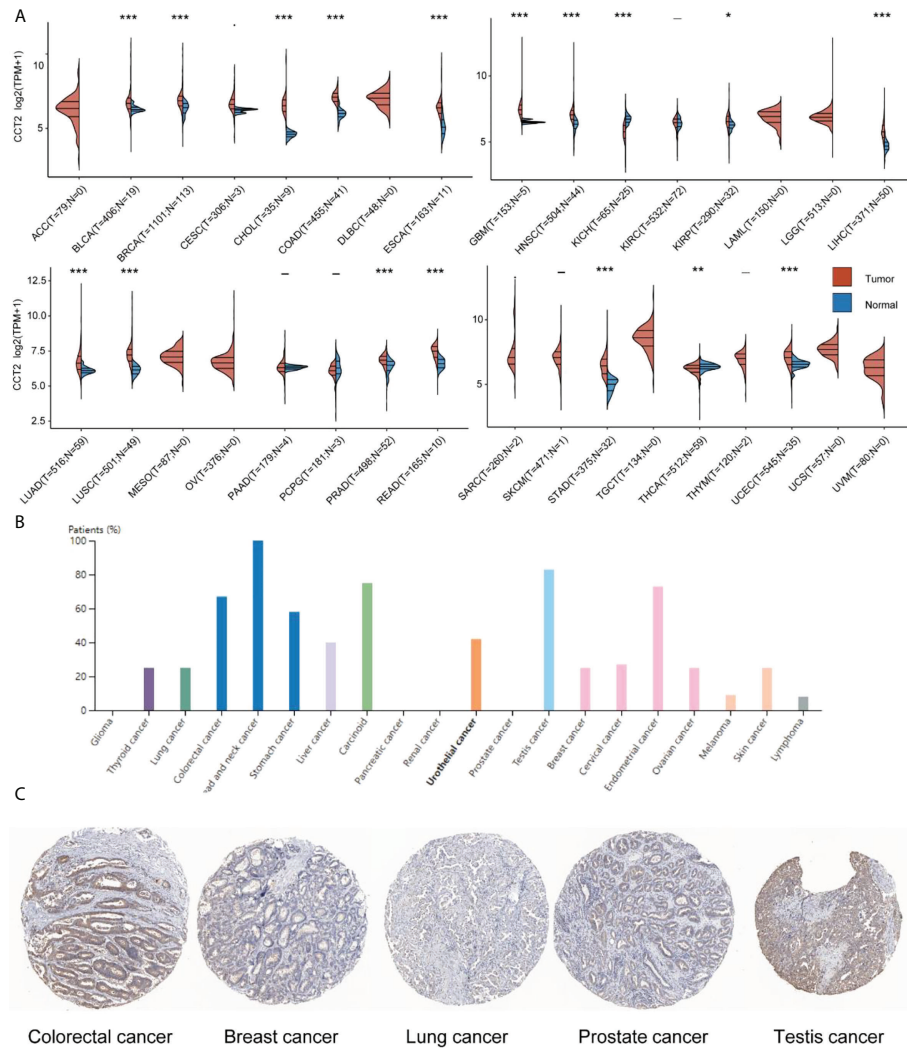 A
*** *** . *** *** ***
CCT2 log2(TPM+1)
10
5
ACC(T=79;N=0)
BLCA(T=406;N=19)
BRCA(T=1101;N=113)
CESC(T=306;N=3)
CHOL(T=35;N=9)
COAD(T=455;N=41)
DLBC(T=48;N=0)
ESCA(T=163;N=11)
*** *** *** – * ***
10
5
GBM(T=153;N=5)
HNSC(T=504;N=44)
KICH(T=65;N=25)
KIRC(T=532;N=72)
KIRP(T=290;N=32)
LAML(T=150;N=0)
LGG(T=513;N=0)
LIHC(T=371;N=50)
*** *** – – *** ***
CCT2 log2(TPM+1)
12.5
10.0
7.5
5.0
2.5
LUAD(T=516;N=59)
LUSC(T=501;N=49)
MESO(T=87;N=0)
OV(T=376;N=0)
PAAD(T=179;N=4)
PCPG(T=181;N=3)
PRAD(T=498;N=52)
READ(T=165;N=10)
. – *** ** – ***
Tumor
Normal
10
5
SARC(T=260;N=2)
SKCM(T=471;N=1)
STAD(T=375;N=32)
TGCT(T=134;N=0)
THCA(T=512;N=59)
THYM(T=120;N=2)
UCEC(T=545;N=35)
UCS(T=57;N=0)
UVM(T=80;N=0)
B
Patients (%)
100
80
60
40
20
0
Glioma
Thyroid cancer
Lung cancer
Colorectal cancer
ead and neck cancer
Stomach cancer
Liver cancer
Carcinoid
Pancreatic cancer
Renal cancer
Urothelial cancer
Prostate cancer
Testis cancer
Breast cancer
Cervical cancer
Endometrial cancer
Ovarian cancer
Melanoma
Skin cancer
Lymphoma
C
Colorectal cancer
Breast cancer
Lung cancer
Prostate cancer
Testis cancer